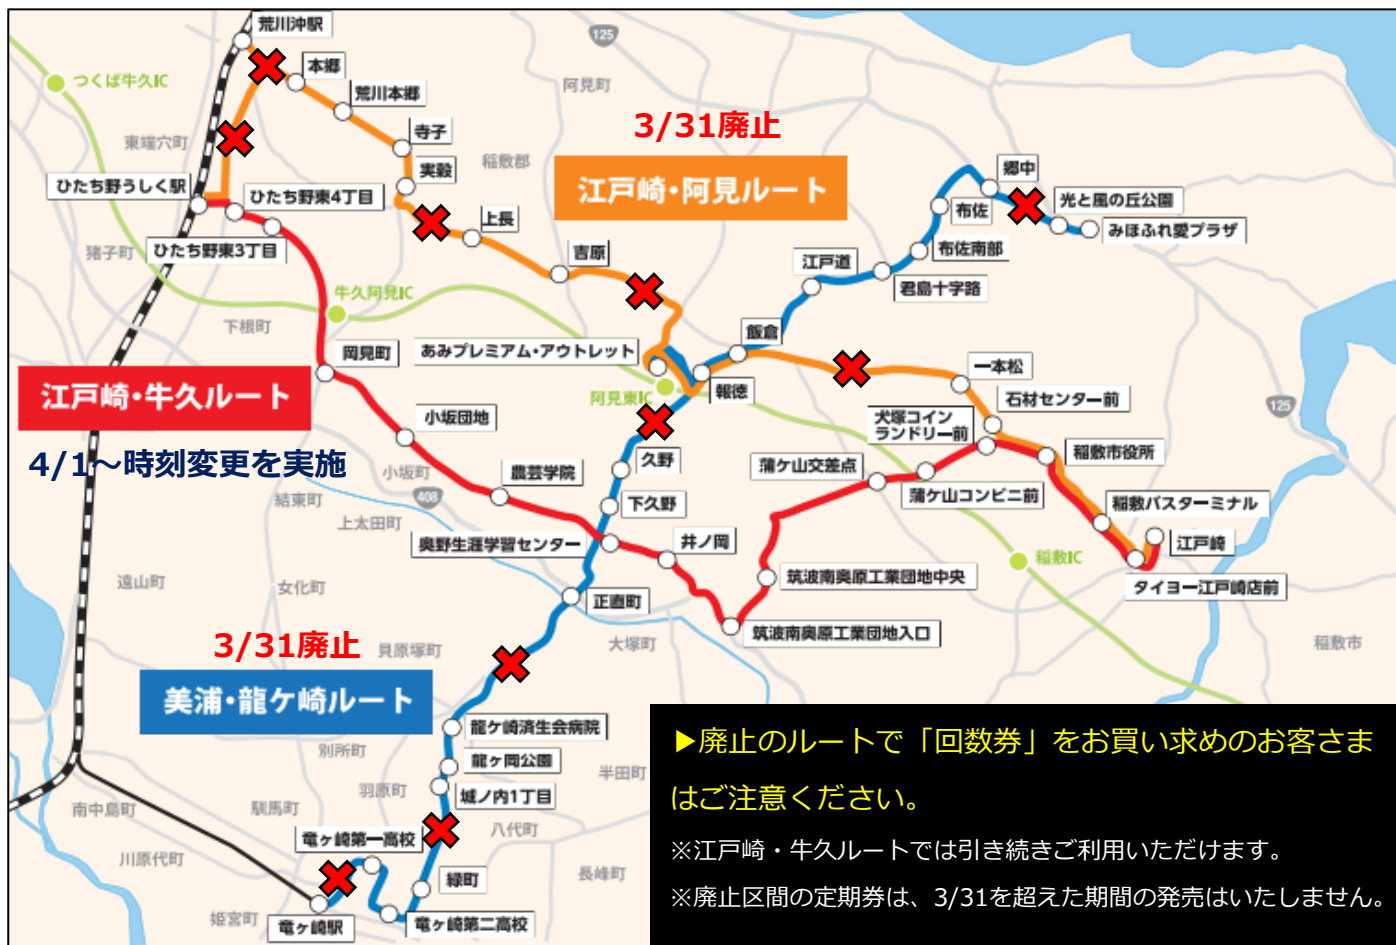 荒川沖駅
125
つくば牛久IC
本郷
阿見町
荒川本郷
3/31廃止
東端穴町
寺子
稲敷郡
実穀
江戸崎・阿見ルート
郷中
光と風の丘公園
ひたち野うしく駅
ひたち野東4丁目
布佐
みほふれ愛プラザ
上長
猪子町
ひたち野東3丁目
吉原
布佐南部
江戸道
君島十字路
牛久阿見IC
下根町
飯倉
岡見町
あみプレミアム・アウトレット
一本松
江戸崎・牛久ルート
阿見東IC
報徳
石材センター前
125
小坂団地
犬塚コイン
ランドリー前
4/1～時刻変更を実施
久野
稲敷市役所
小坂町
農芸学院
蒲ケ山交差点
結束町
408
下久野
蒲ケ山コンビニ前
稲敷バスターミナル
上太田町
奥野生涯学習センター
井ノ岡
江戸崎
稲敷IC
遠山町
女化町
筑波南奥原工業団地中央
タイヨー江戸崎店前
正直町
筑波南奥原工業団地入口
3/31廃止
見原塚町
大塚町
稲敷市
美浦・龍ケ崎ルート
龍ケ崎済生会病院
別所町
龍ヶ岡公園
半田町
羽原町
城ノ内1丁目
南中島町
馴馬町
竜ヶ崎第一高校
八代町
川原代町
緑町
長峰町
姫宮町
竜ヶ崎駅
竜ヶ崎第二高校
▶廃止のルートで「回数券」をお買い求めのお客さま
はご注意ください。
※江戸崎・牛久ルートでは引き続きご利用いただけます。
※廃止区間の定期券は、3/31を超えた期間の発売はいたしません。